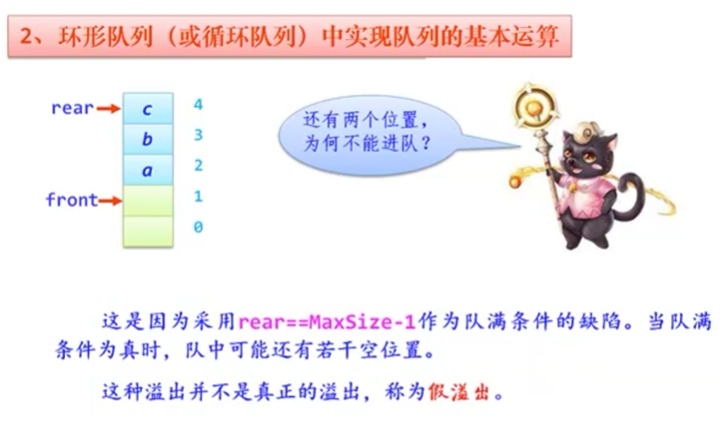 2、环形队列（或循环队列）中实现队列的基本运算
rear c 4
b 3
a 2
front 1
0
还有两个位置，
为何不能进队？
这是因为采用rear==MaxSize-1作为队满条件的缺陷。当队满
条件为真时，队中可能还有若干空位置。
这种溢出并不是真正的溢出，称为假溢出。